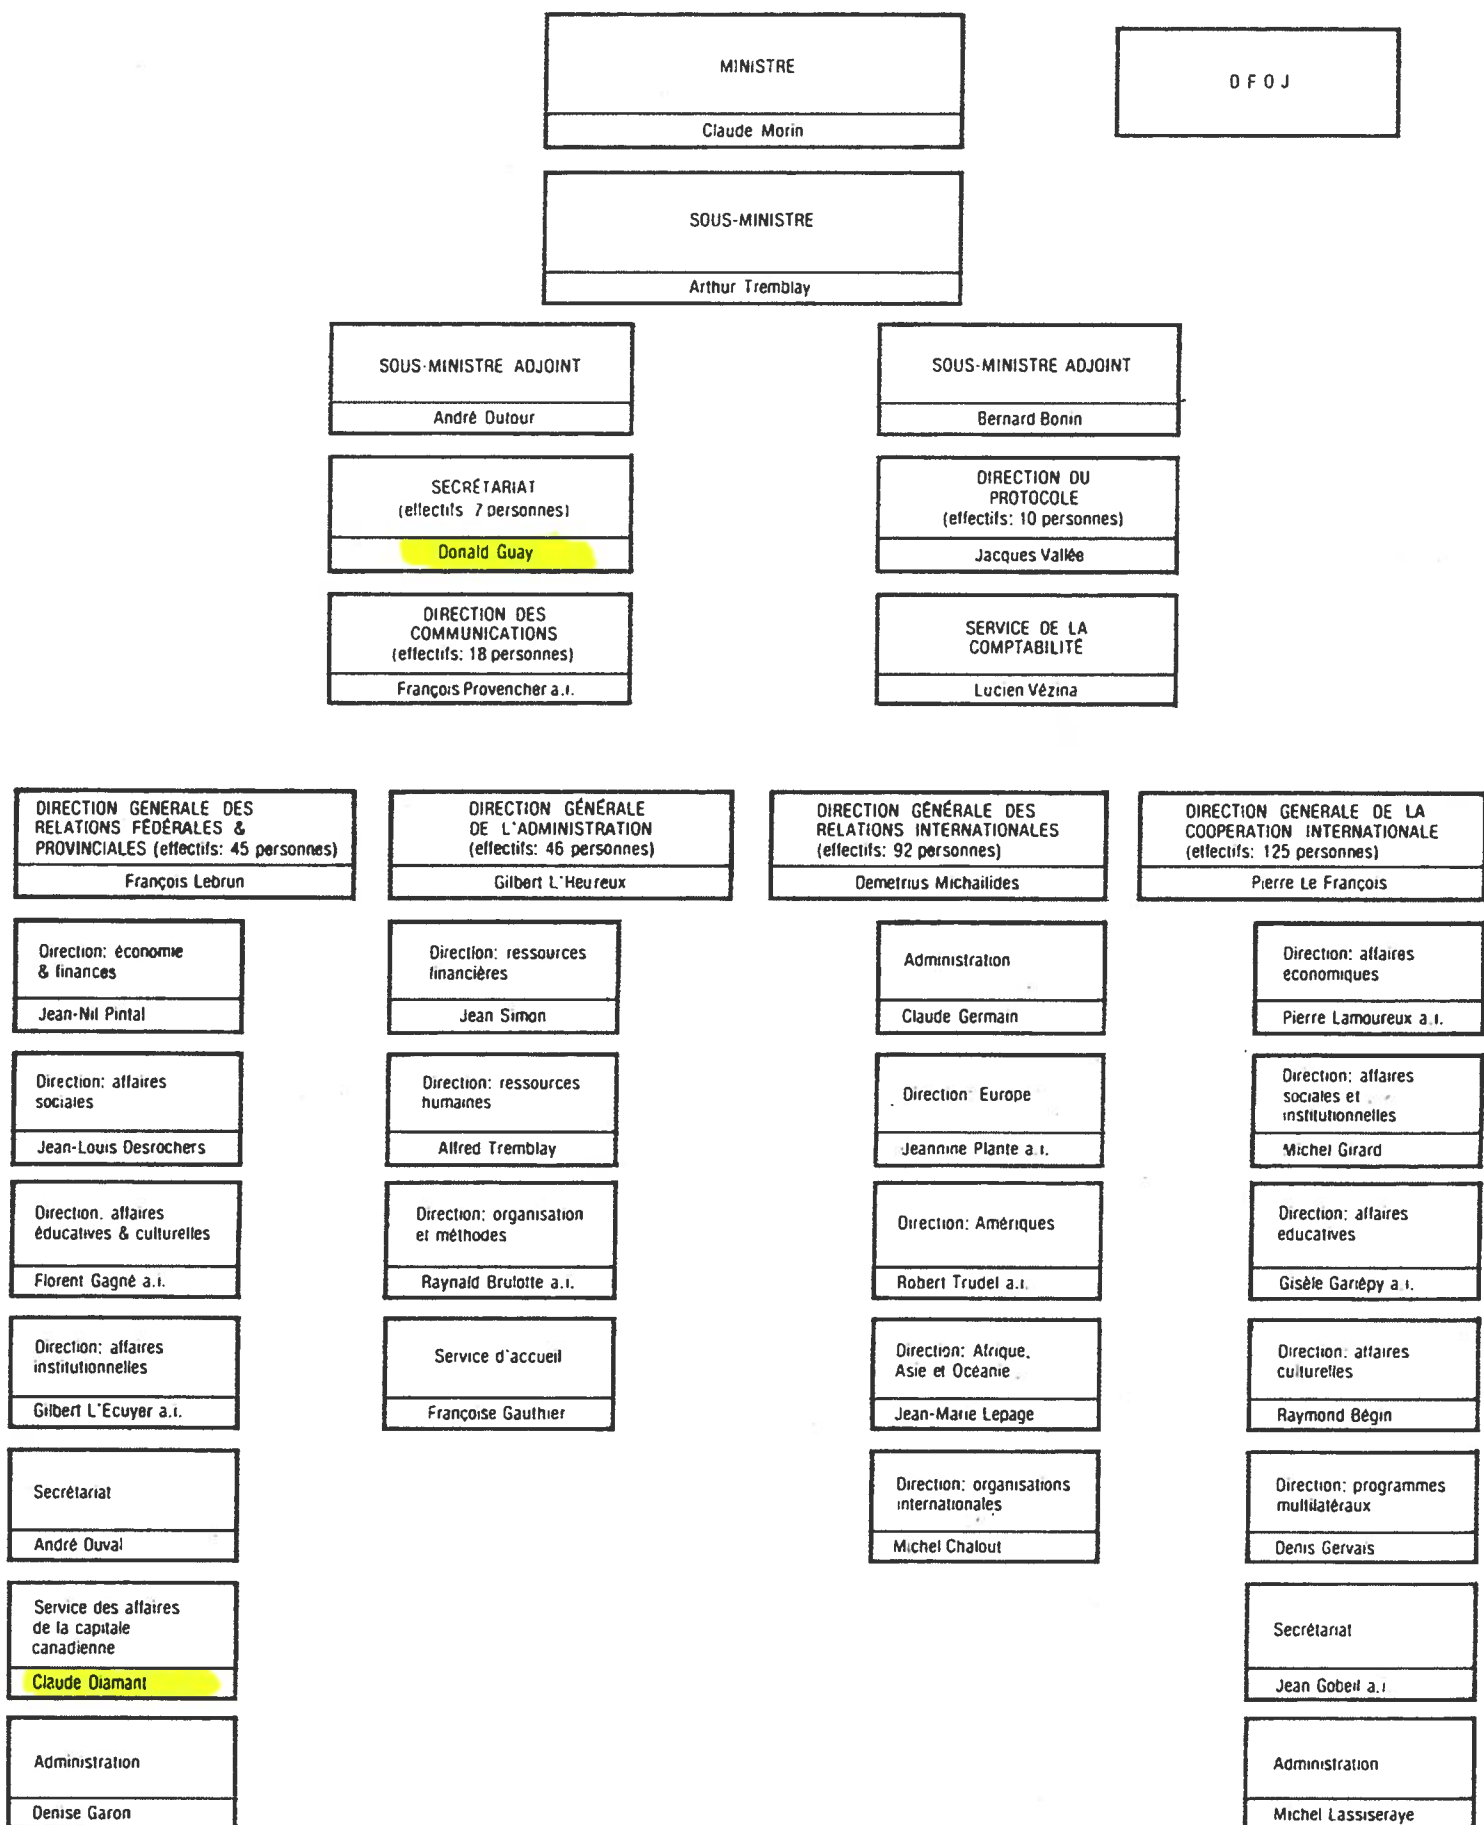 MINISTRE
Claude Morin
O F O J
SOUS-MINISTRE
Arthur Tremblay
SOUS-MINISTRE ADJOINT
André Dufour
SOUS-MINISTRE ADJOINT
Bernard Bonin
SECRÉTARIAT
(effectifs 7 personnes)
Donald Guay
DIRECTION DU
PROTOCOLE
(effectifs: 10 personnes)
Jacques Vallée
DIRECTION DES
COMMUNICATIONS
(effectifs: 18 personnes)
François Provencher a.i.
SERVICE DE LA
COMPTABILITÉ
Lucien Vézina
DIRECTION GENERALE DES
RELATIONS FÉDÉRALES &
PROVINCIALES (effectifs: 45 personnes)
François Lebrun
DIRECTION GÉNÉRALE
DE L'ADMINISTRATION
(effectifs: 46 personnes)
Gilbert L'Heureux
DIRECTION GÉNÉRALE DES
RELATIONS INTERNATIONALES
(effectifs: 92 personnes)
Demetrius Michailides
DIRECTION GENERALE DE LA
COOPERATION INTERNATIONALE
(effectifs: 125 personnes)
Pierre Le François
Direction: économie
& finances
Jean-Nil Pintal
Direction: affaires
sociales
Jean-Louis Desrochers
Direction. affaires
éducatives & culturelles
Florent Gagné a.i.
Direction: affaires
institutionnelles
Gilbert L'Ecuyer a.i.
Secrétariat
André Duval
Service des affaires
de la capitale
canadienne
Claude Diamant
Administration
Denise Garon
Direction: ressources
financières
Jean Simon
Direction: ressources
humaines
Alfred Tremblay
Direction: organisation
et méthodes
Raynald Brulotte a.i.
Service d'accueil
Françoise Gauthier
Administration
Claude Germain
Direction: Europe
Jeannine Plante a.i.
Direction: Amériques
Robert Trudel a.i.
Direction: Afrique,
Asie et Océanie
Jean-Marie Lepage
Direction: organisations
internationales
Michel Chalout
Direction: affaires
économiques
Pierre Lamoureux a.i.
Direction: affaires
sociales et
institutionnelles
Michel Girard
Direction: affaires
educatives
Gisèle Gariépy a.i.
Direction: affaires
culturelles
Raymond Bégin
Direction: programmes
multilatéraux
Denis Gervais
Secrétariat
Jean Gobeil a.i
Administration
Michel Lassiseraye